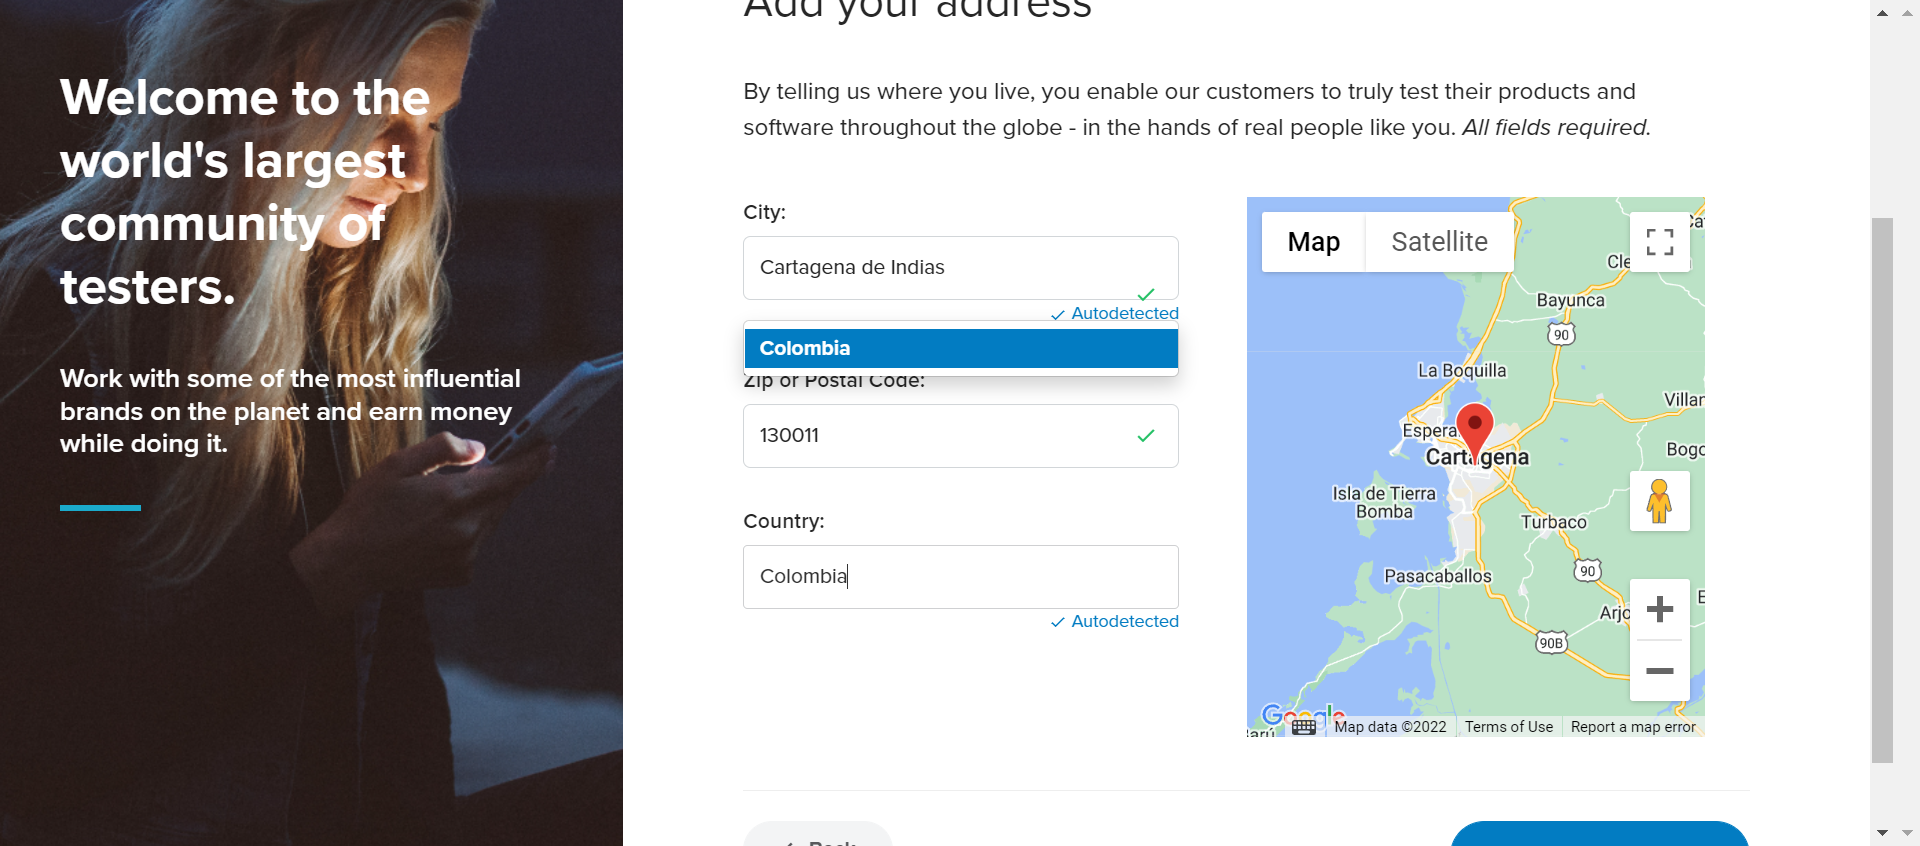 Welcome to the
world's largest
community of
testers.
Work with some of the most influential
brands on the planet and earn money
while doing it.
Add your address
By telling us where you live, you enable our customers to truly test their products and
software throughout the globe - in the hands of real people like you. All fields required.
City:
Cartagena de Indias
Autodetected
Colombia
Zip or Postal Code:
130011
Country:
Colombia
Autodetected
Map
Satellite
Bayunca
90
La Boquilla
Cartagena
Isla de Tierra
Bomba
Turbaco
90
Pasacaballos
90B
Google
Map data ©2022
Terms of Use
Report a map error
Back